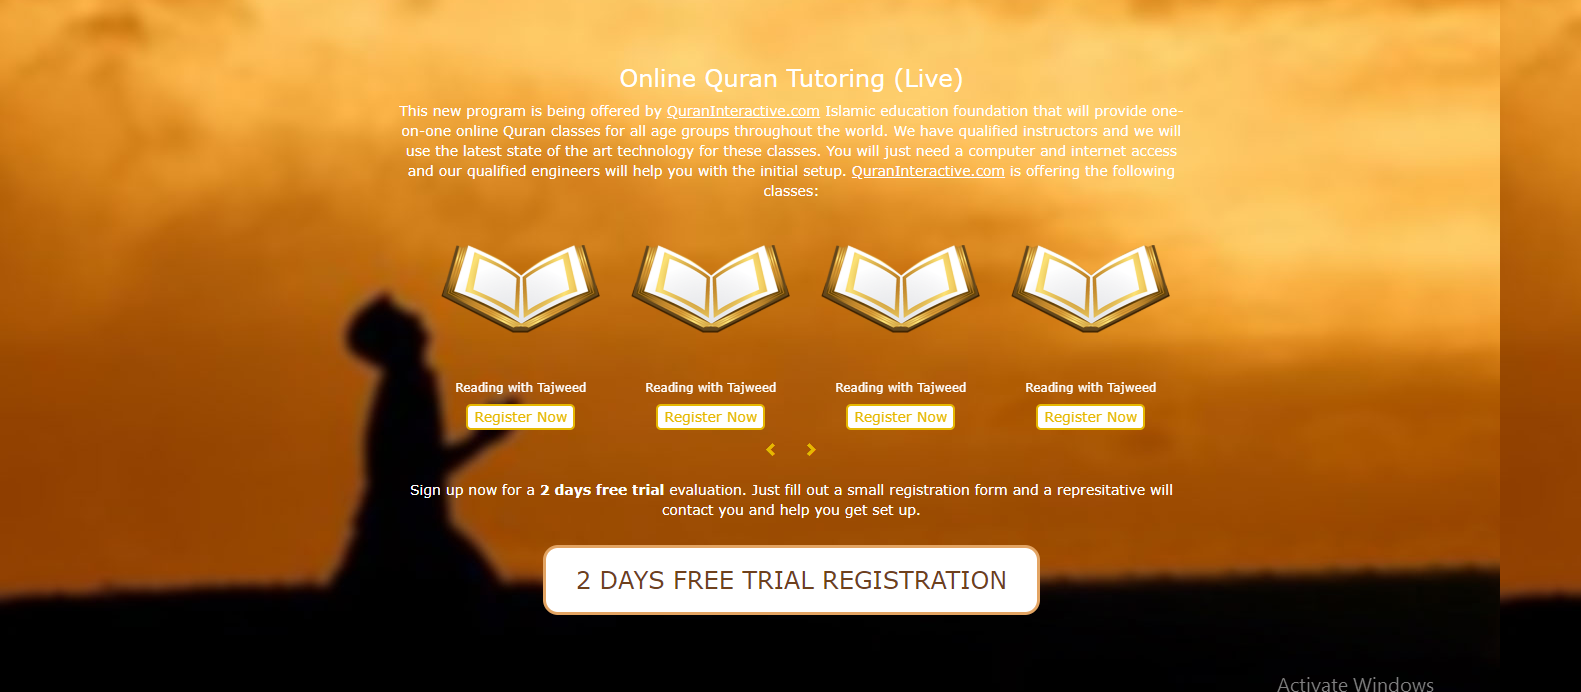 Online Quran Tutoring (Live)
This new program is being offered by QuranInteractive.com Islamic education foundation that will provide one-
on-one online Quran classes for all age groups throughout the world. We have qualified instructors and we will
use the latest state of the art technology for these classes. You will just need a computer and internet access
and our qualified engineers will help you with the initial setup. QuranInteractive.com is offering the following
classes:
Reading with Tajweed Reading with Tajweed Reading with Tajweed Reading with Tajweed
Register Now Register Now Register Now Register Now
Sign up now for a 2 days free trial evaluation. Just fill out a small registration form and a represitative will
contact you and help you get set up.
2 DAYS FREE TRIAL REGISTRATION
Activate Windows